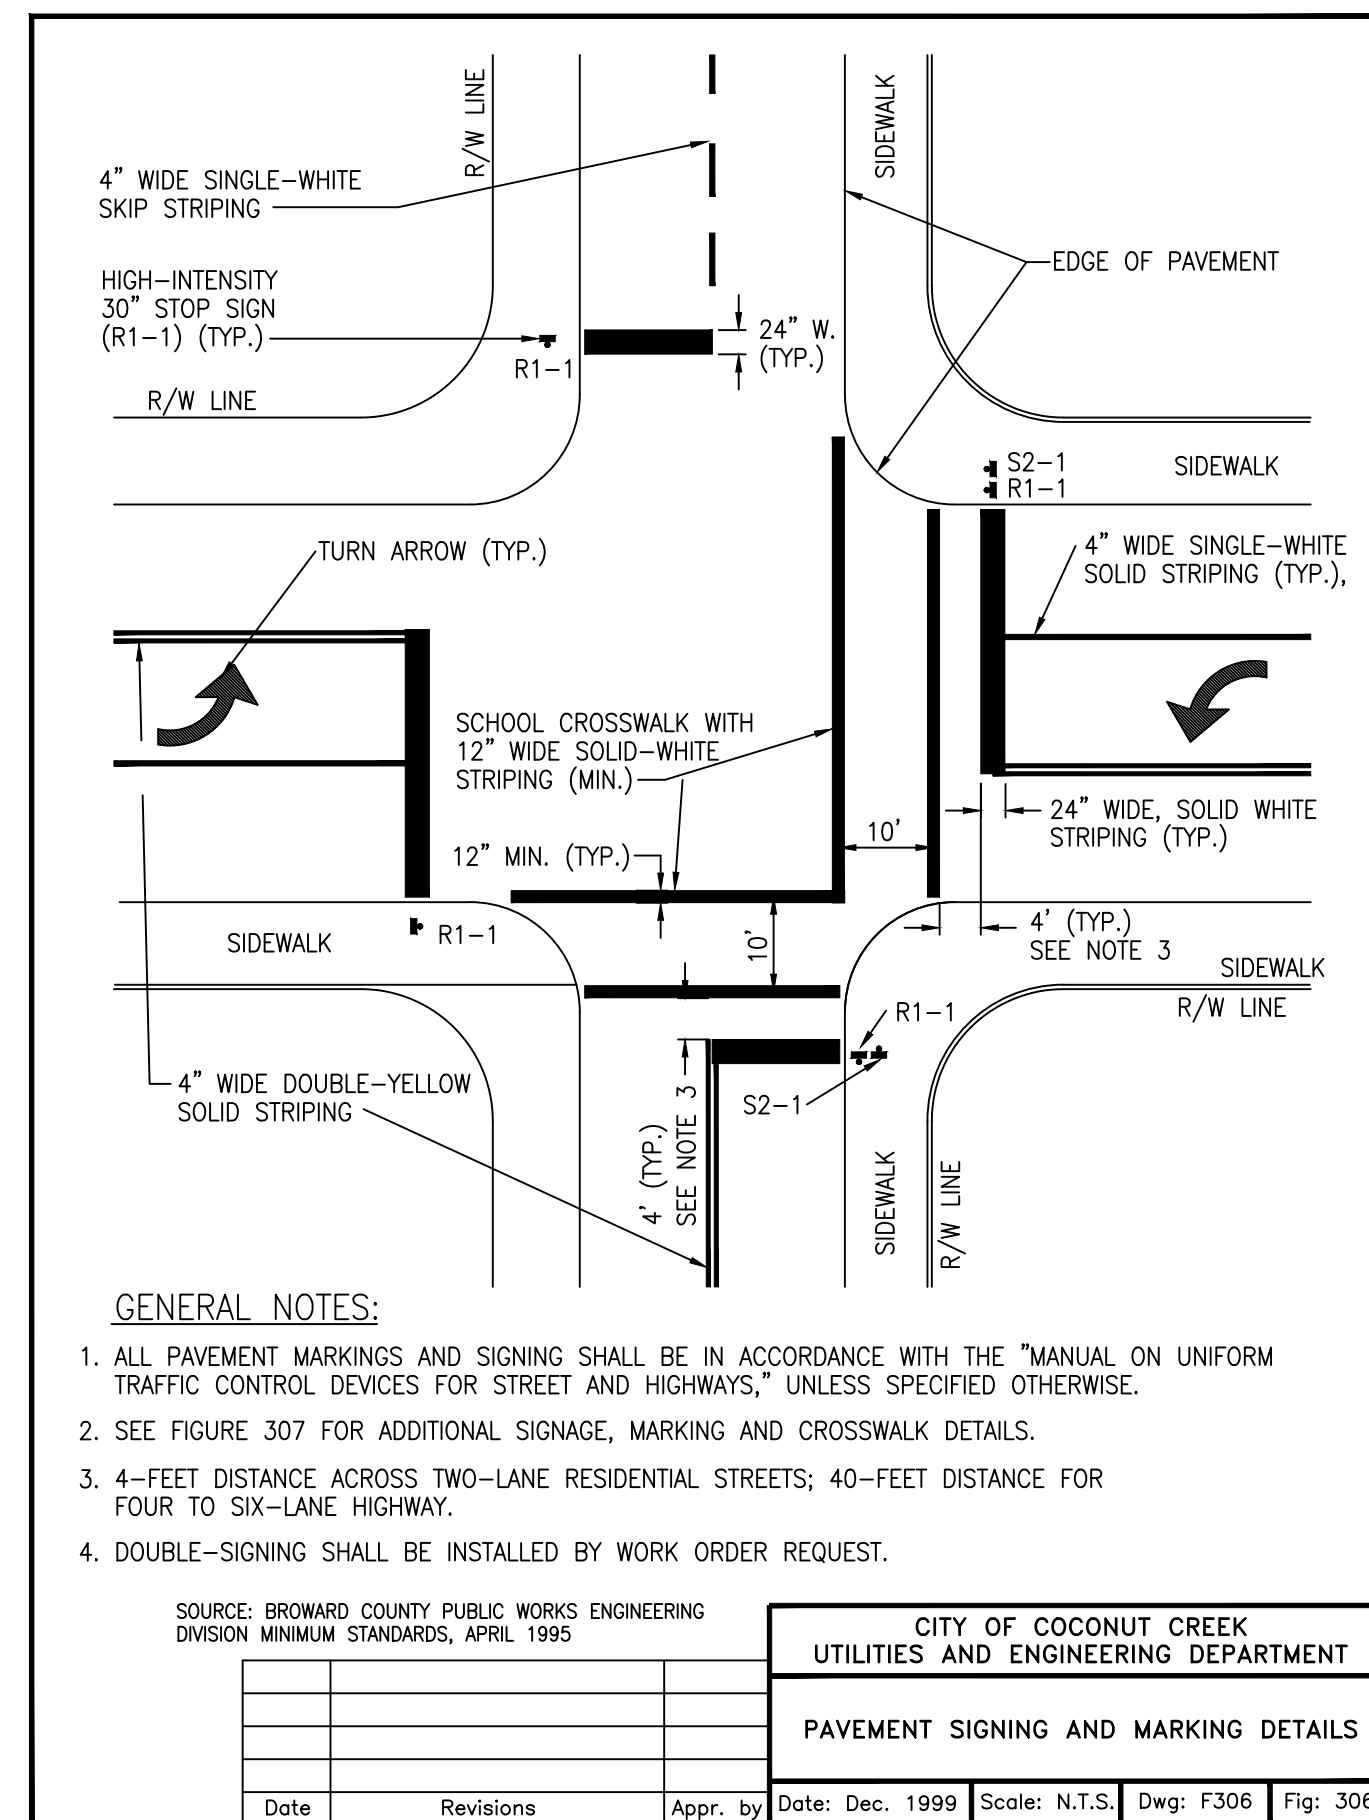 R/W LINE
SIDEWALK
4” WIDE SINGLE–WHITE
SKIP STRIPING
EDGE OF PAVEMENT
HIGH–INTENSITY
30” STOP SIGN
(R1–1) (TYP.)
R1–1
24” W.
(TYP.)
R/W LINE
S2–1
R1–1
SIDEWALK
TURN ARROW (TYP.)
4” WIDE SINGLE–WHITE
SOLID STRIPING (TYP.),
SCHOOL CROSSWALK WITH
12” WIDE SOLID–WHITE
STRIPING (MIN.)
24” WIDE, SOLID WHITE
STRIPING (TYP.)
10’
12” MIN. (TYP.)
4’ (TYP.)
SEE NOTE 3
R1–1
SIDEWALK
10’
SIDEWALK
R/W LINE
R1–1
4” WIDE DOUBLE–YELLOW
SOLID STRIPING
S2–1
4’ (TYP.)
SEE NOTE 3
SIDEWALK
R/W LINE
GENERAL NOTES:
1. ALL PAVEMENT MARKINGS AND SIGNING SHALL BE IN ACCORDANCE WITH THE ”MANUAL ON UNIFORM
TRAFFIC CONTROL DEVICES FOR STREET AND HIGHWAYS,” UNLESS SPECIFIED OTHERWISE.
2. SEE FIGURE 307 FOR ADDITIONAL SIGNAGE, MARKING AND CROSSWALK DETAILS.
3. 4–FEET DISTANCE ACROSS TWO–LANE RESIDENTIAL STREETS; 40–FEET DISTANCE FOR
FOUR TO SIX–LANE HIGHWAY.
4. DOUBLE–SIGNING SHALL BE INSTALLED BY WORK ORDER REQUEST.
SOURCE: BROWARD COUNTY PUBLIC WORKS ENGINEERING
DIVISION MINIMUM STANDARDS, APRIL 1995
CITY OF COCONUT CREEK
UTILITIES AND ENGINEERING DEPARTMENT
PAVEMENT SIGNING AND MARKING DETAILS
Date Revisions Appr. by
Date: Dec. 1999 Scale: N.T.S. Dwg: F306 Fig: 306